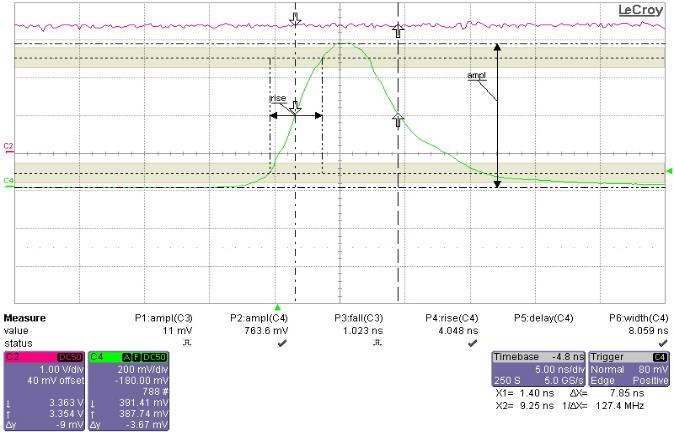 LeCroy
ampl
rise
C2
C4
Measure P1:ampl(C3) P2:ampl(C4) P3:fall(C3) P4:rise(C4) P5:delay(C4) P6:width(C4)
value 11 mV 763.6 mV 1.023 ns 4.048 ns 8.059 ns
status
C2 DC50
1.00 V/div
40 mV offset
↓ 3.363 V
↑ 3.354 V
Δy -9 mV
C4 A F DC50
200 mV/div
-180.00 mV
788 #
↓ 391.41 mV
↑ 387.74 mV
Δy -3.67 mV
Timebase -4.8 ns
5.00 ns/div
250 S 5.0 GS/s
Trigger C4
Normal 80 mV
Edge Positive
X1= 1.40 ns ΔX= 7.85 ns
X2= 9.25 ns 1/ΔX= 127.4 MHz